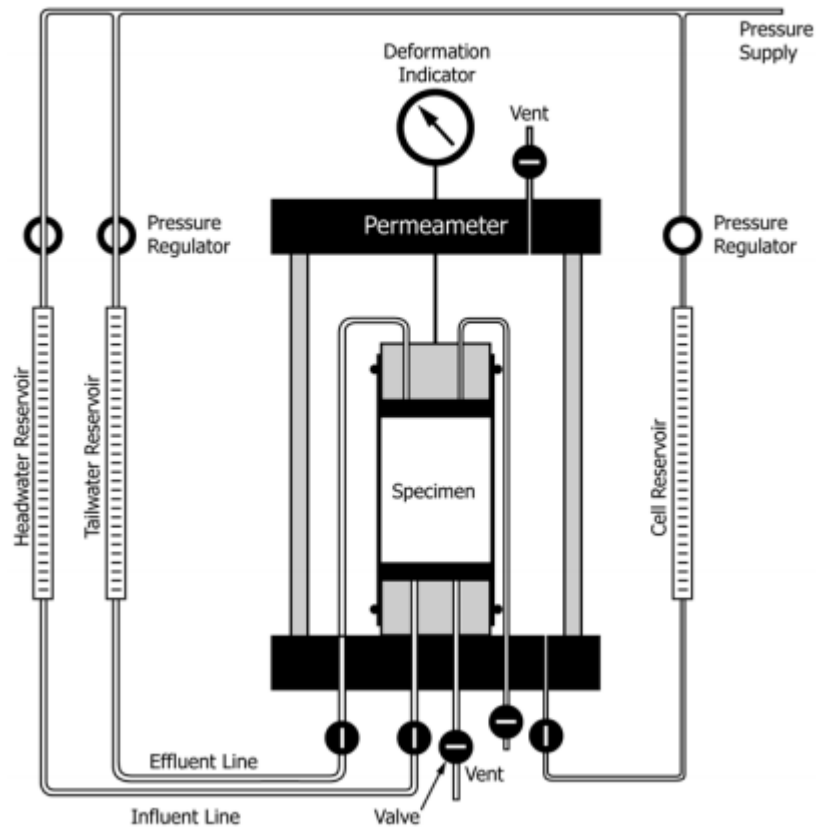 Pressure
Supply
Deformation
Indicator
Vent
Pressure
Regulator
Permeameter
Pressure
Regulator
Headwater Reservoir
Tailwater Reservoir
Specimen
Cell Reservoir
Effluent Line
Vent
Influent Line
Valve